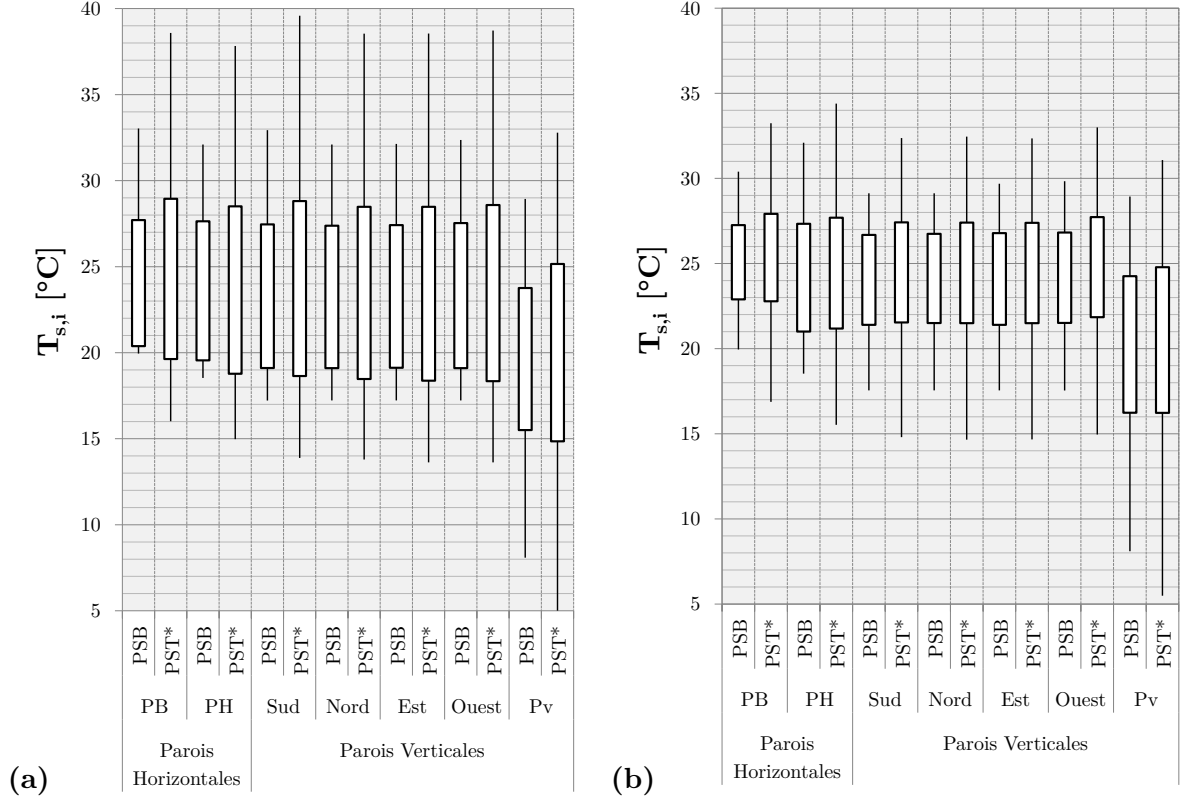 40
35
30
25
20
15
10
5
T_s,i [°C]
PSB PST* PSB PST* PSB PST* PSB PST* PSB PST* PSB PST* PSB PST*
PB PH Sud Nord Est Ouest Pv
Parois Horizontales
Parois Verticales
(a)
40
35
30
25
20
15
10
5
T_s,i [°C]
PSB PST* PSB PST* PSB PST* PSB PST* PSB PST* PSB PST* PSB PST*
PB PH Sud Nord Est Ouest Pv
Parois Horizontales
Parois Verticales
(b)